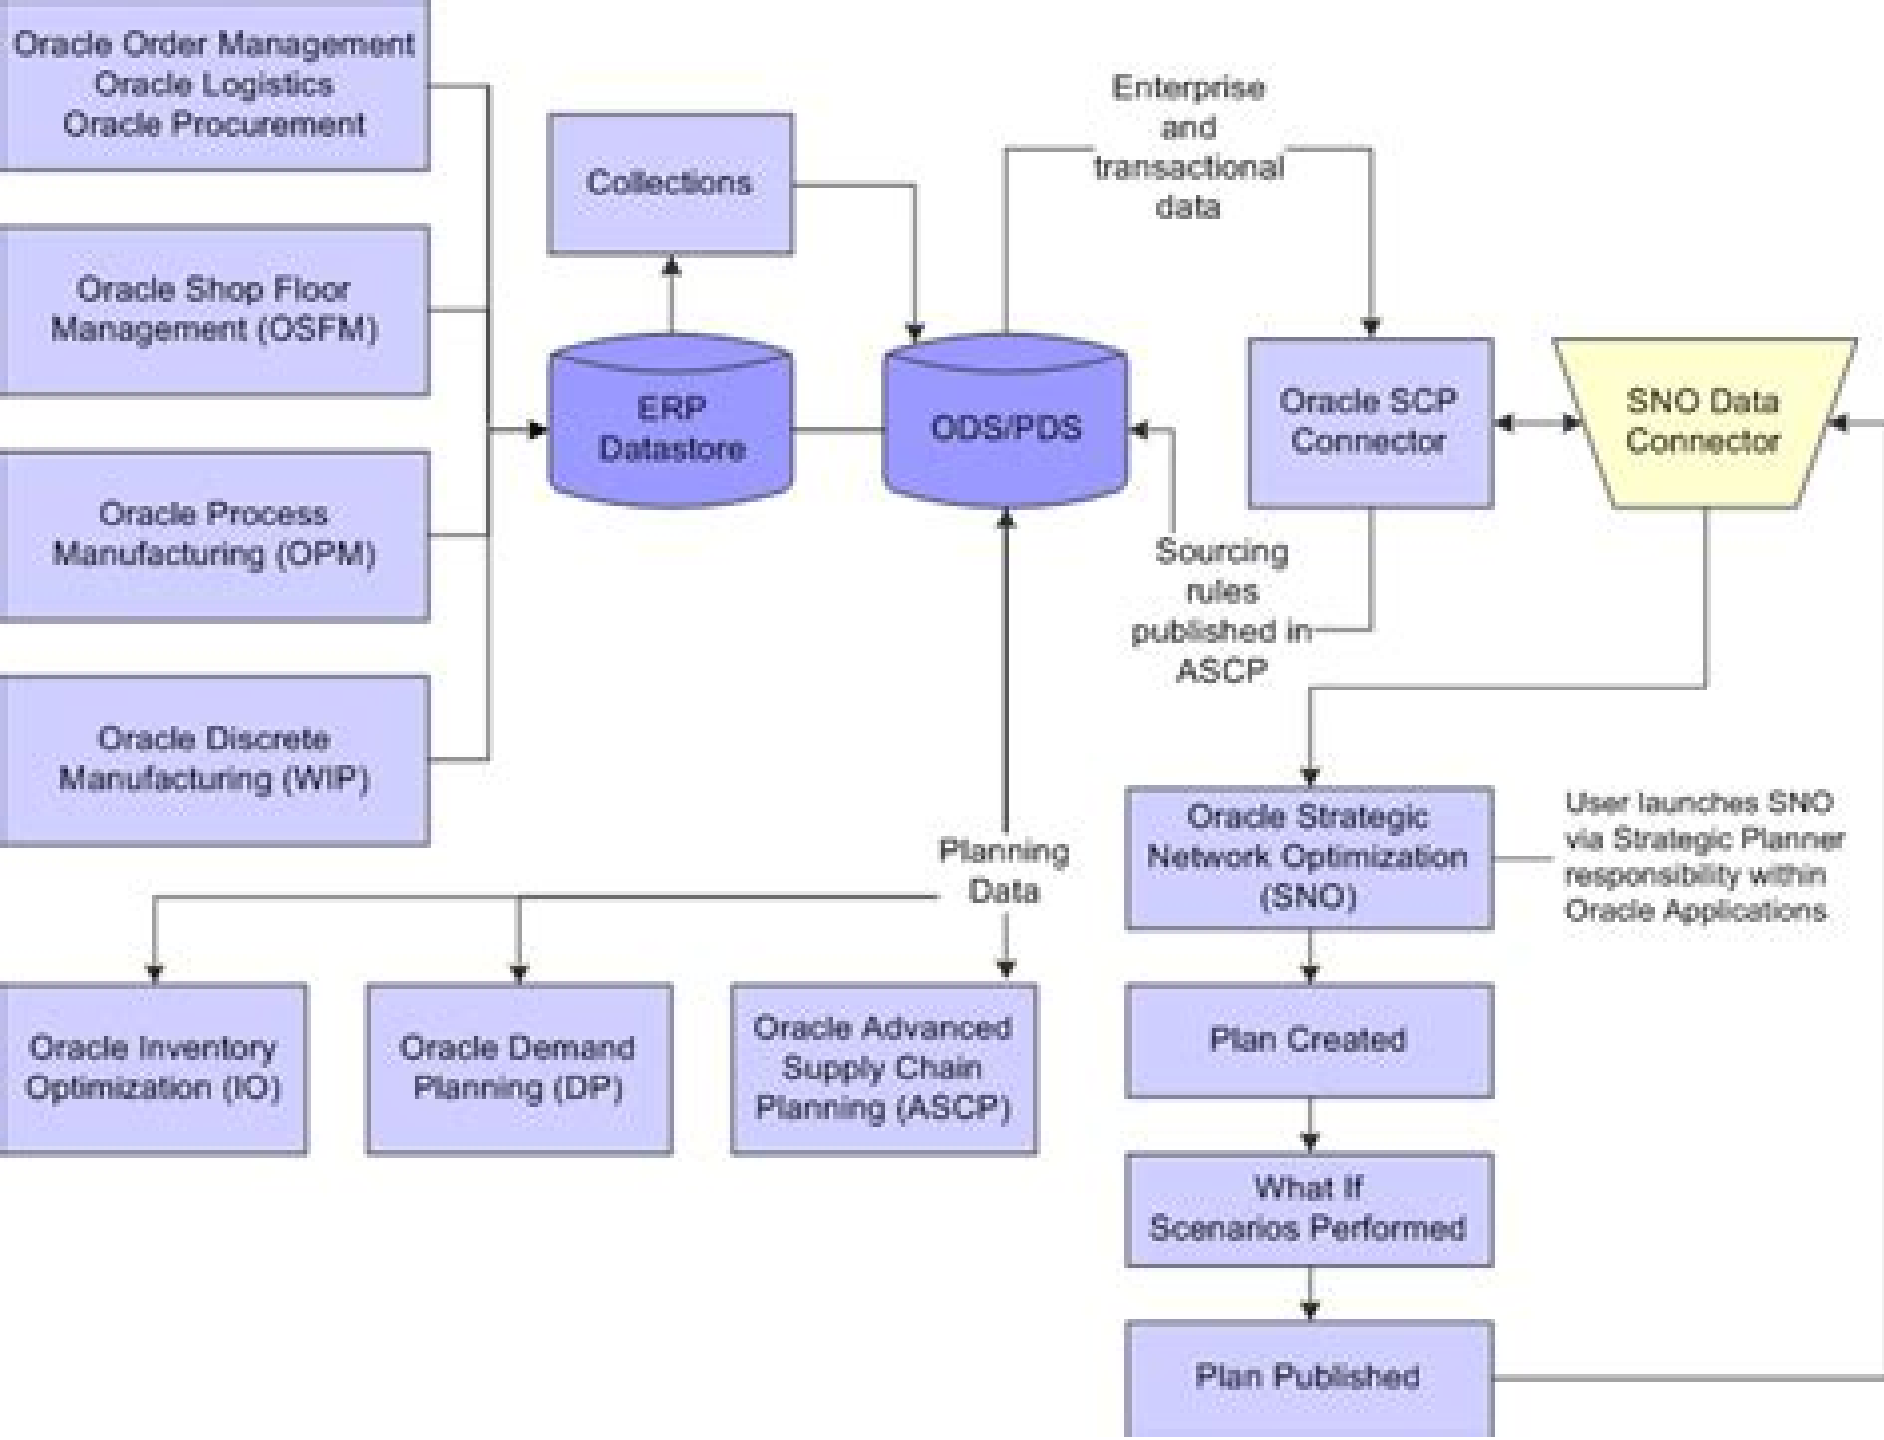 Oracle Order Management
Oracle Logistics
Oracle Procurement
Oracle Shop Floor
Management (OSFM)
Oracle Process
Manufacturing (OPM)
Oracle Discrete
Manufacturing (WIP)
Collections
ERP
Datastore
ODS/PDS
Enterprise
and
transactional
data
Oracle SCP
Connector
SNO Data
Connector
Sourcing
rules
published in
ASCP
Planning
Data
Oracle Inventory
Optimization (IO)
Oracle Demand
Planning (DP)
Oracle Advanced
Supply Chain
Planning (ASCP)
Oracle Strategic
Network Optimization
(SNO)
User launches SNO
via Strategic Planner
responsibility within
Oracle Applications
Plan Created
What If
Scenarios Performed
Plan Published